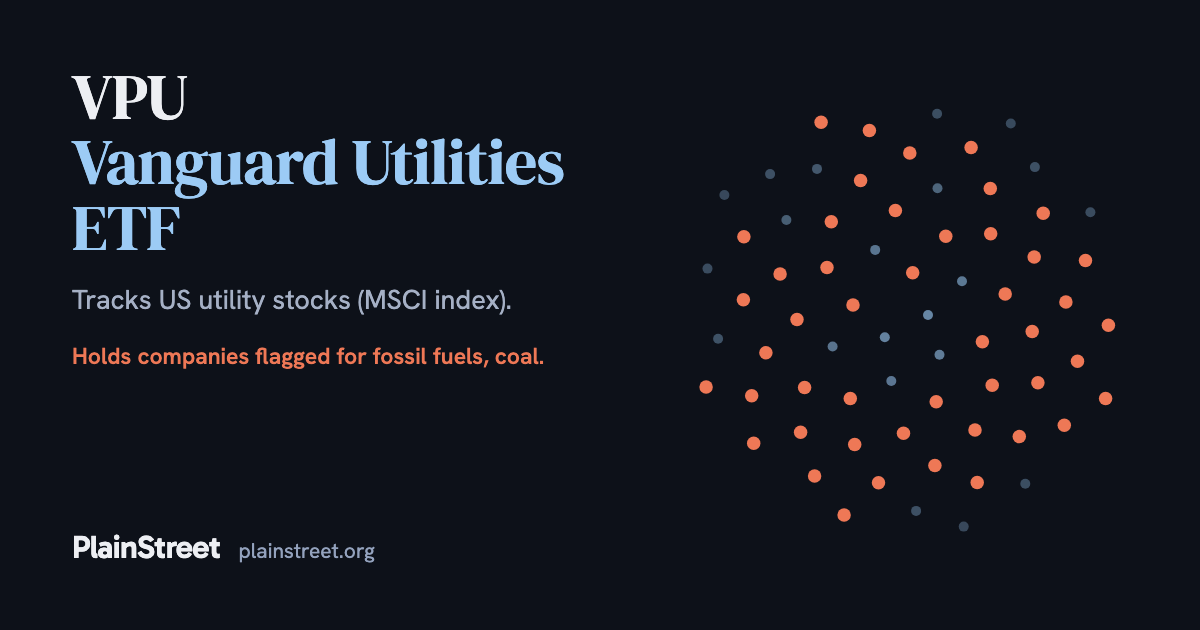 VPU
Vanguard Utilities
ETF
Tracks US utility stocks (MSCI index).
Holds companies flagged for fossil fuels, coal.
PlainStreet plainstreet.org